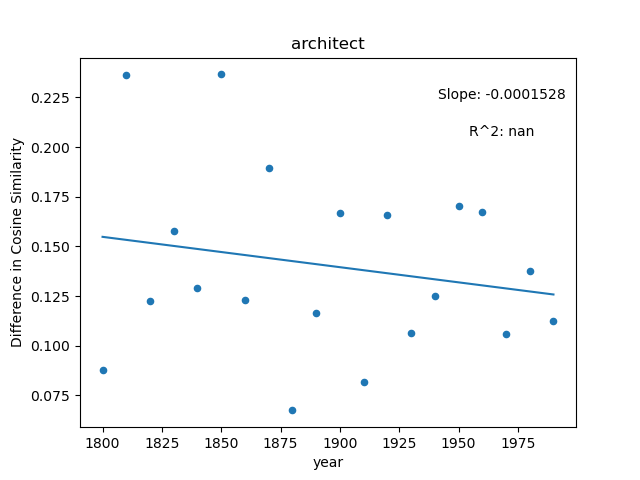 architect
Slope: -0.0001528
R^2: nan
Difference in Cosine Similarity
0.225
0.200
0.175
0.150
0.125
0.100
0.075
1800 1825 1850 1875 1900 1925 1950 1975
year